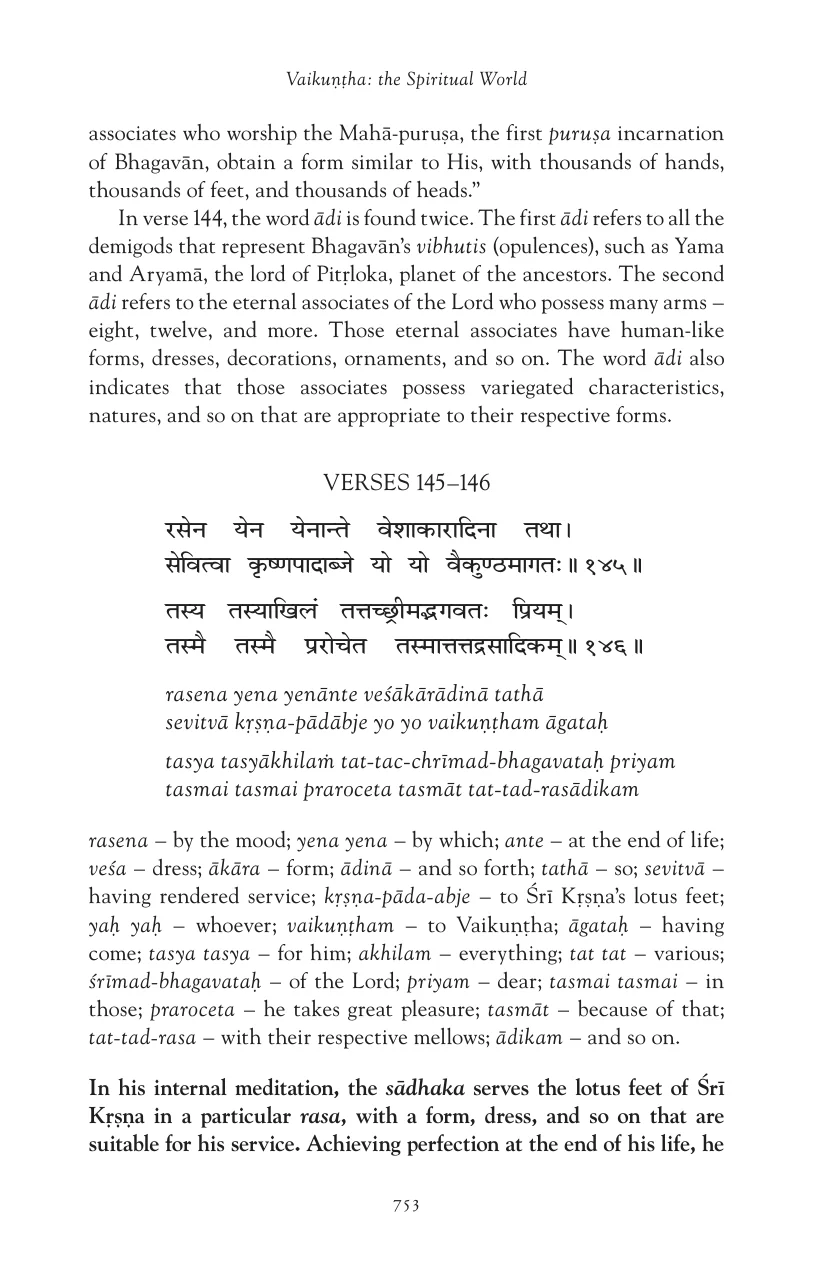 Vaikuṇṭha: the Spiritual World
associates who worship the Mahā-puruṣa, the first puruṣa incarnation
of Bhagavān, obtain a form similar to His, with thousands of hands,
thousands of feet, and thousands of heads.”
In verse 144, the word ādi is found twice. The first ādi refers to all the
demigods that represent Bhagavān’s vibhutis (opulences), such as Yama
and Aryamā, the lord of Pitṛloka, planet of the ancestors. The second
ādi refers to the eternal associates of the Lord who possess many arms –
eight, twelve, and more. Those eternal associates have human-like
forms, dresses, decorations, ornaments, and so on. The word ādi also
indicates that those associates possess variegated characteristics,
natures, and so on that are appropriate to their respective forms.
VERSES 145–146
रसेन येन येनान्ते वेशाकारादिना तथा।
सेवित्वा कृष्णपादाब्जे यो यो वैकुण्ठमागतः॥ १४५॥
तस्य तस्याखिलं तत्तच्छ्रीमद्भगवतः प्रियम्।
तस्मै तस्मै प्ररोचेत तस्मात्तत्तद्रसादिकम्॥ १४६॥
rasena yena yenānte veśākārādinā tathā
sevitvā kṛṣṇa-pādābje yo yo vaikuṇṭham āgataḥ
tasya tasyākhilaṁ tat-tac-chrīmad-bhagavataḥ priyam
tasmai tasmai praroceta tasmāt tat-tad-rasādikam
rasena – by the mood; yena yena – by which; ante – at the end of life;
veśa – dress; ākāra – form; ādinā – and so forth; tathā – so; sevitvā –
having rendered service; kṛṣṇa-pāda-abje – to Śrī Kṛṣṇa’s lotus feet;
yaḥ yaḥ – whoever; vaikuṇṭham – to Vaikuṇṭha; āgataḥ – having
come; tasya tasya – for him; akhilam – everything; tat tat – various;
śrīmad-bhagavataḥ – of the Lord; priyam – dear; tasmai tasmai – in
those; praroceta – he takes great pleasure; tasmāt – because of that;
tat-tad-rasa – with their respective mellows; ādikam – and so on.
In his internal meditation, the sādhaka serves the lotus feet of Śrī
Kṛṣṇa in a particular rasa, with a form, dress, and so on that are
suitable for his service. Achieving perfection at the end of his life, he
753